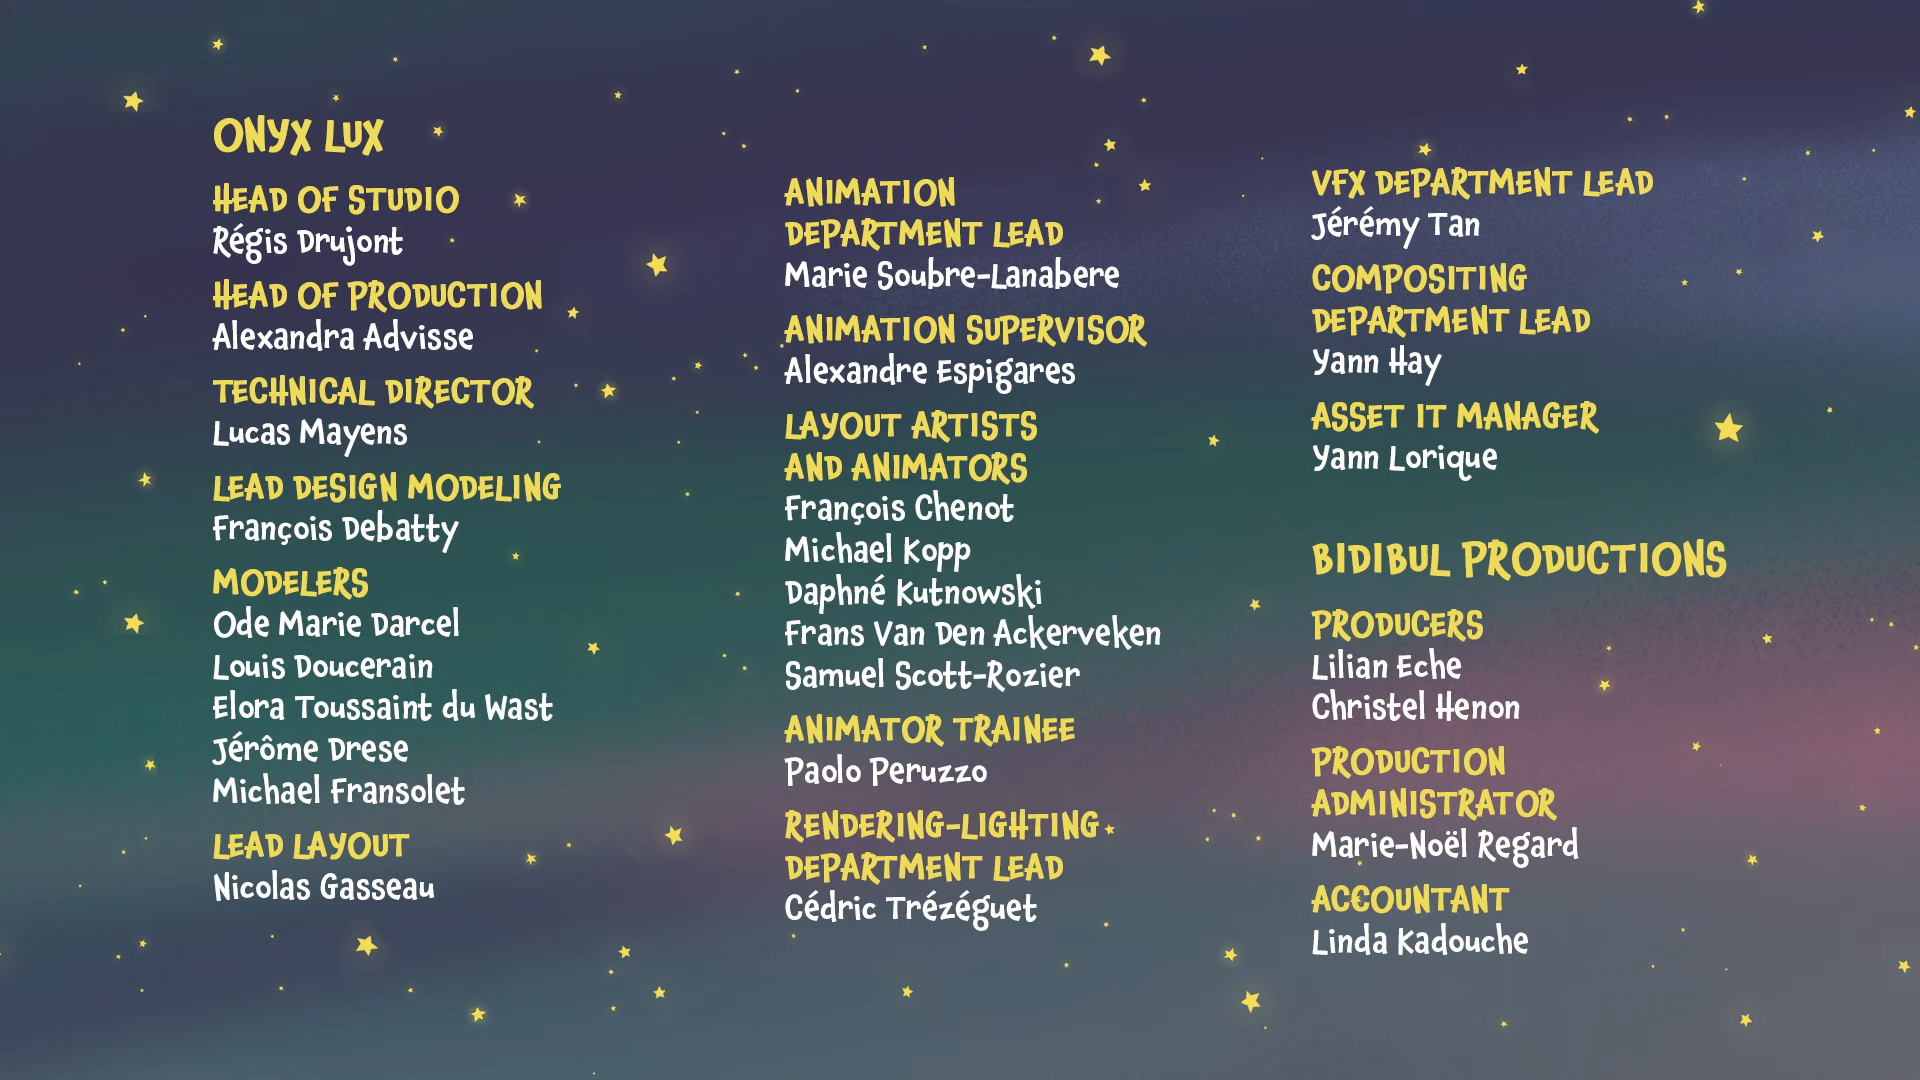 ONYX LUX
HEAD OF STUDIO
Régis Drujont
HEAD OF PRODUCTION
Alexandra Advisse
TECHNICAL DIRECTOR
Lucas Mayens
LEAD DESIGN MODELING
François Debatty
MODELERS
Ode Marie Darcel
Louis Doucerain
Elora Toussaint du Wast
Jérôme Drese
Michael Fransolet
LEAD LAYOUT
Nicolas Gasseau
ANIMATION
DEPARTMENT LEAD
Marie Soubre-Lanabere
ANIMATION SUPERVISOR
Alexandre Espigares
LAYOUT ARTISTS
AND ANIMATORS
François Chenot
Michael Kopp
Daphné Kutnowski
Frans Van Den Ackerveken
Samuel Scott-Rozier
ANIMATOR TRAINEE
Paolo Peruzzo
RENDERING-LIGHTING
DEPARTMENT LEAD
Cédric Trézéguet
VFX DEPARTMENT LEAD
Jérémy Tan
COMPOSITING
DEPARTMENT LEAD
Yann Hay
ASSET IT MANAGER
Yann Lorique
BIDIBUL PRODUCTIONS
PRODUCERS
Lilian Eche
Christel Henon
PRODUCTION
ADMINISTRATOR
Marie-Noël Regard
ACCOUNTANT
Linda Kadouche